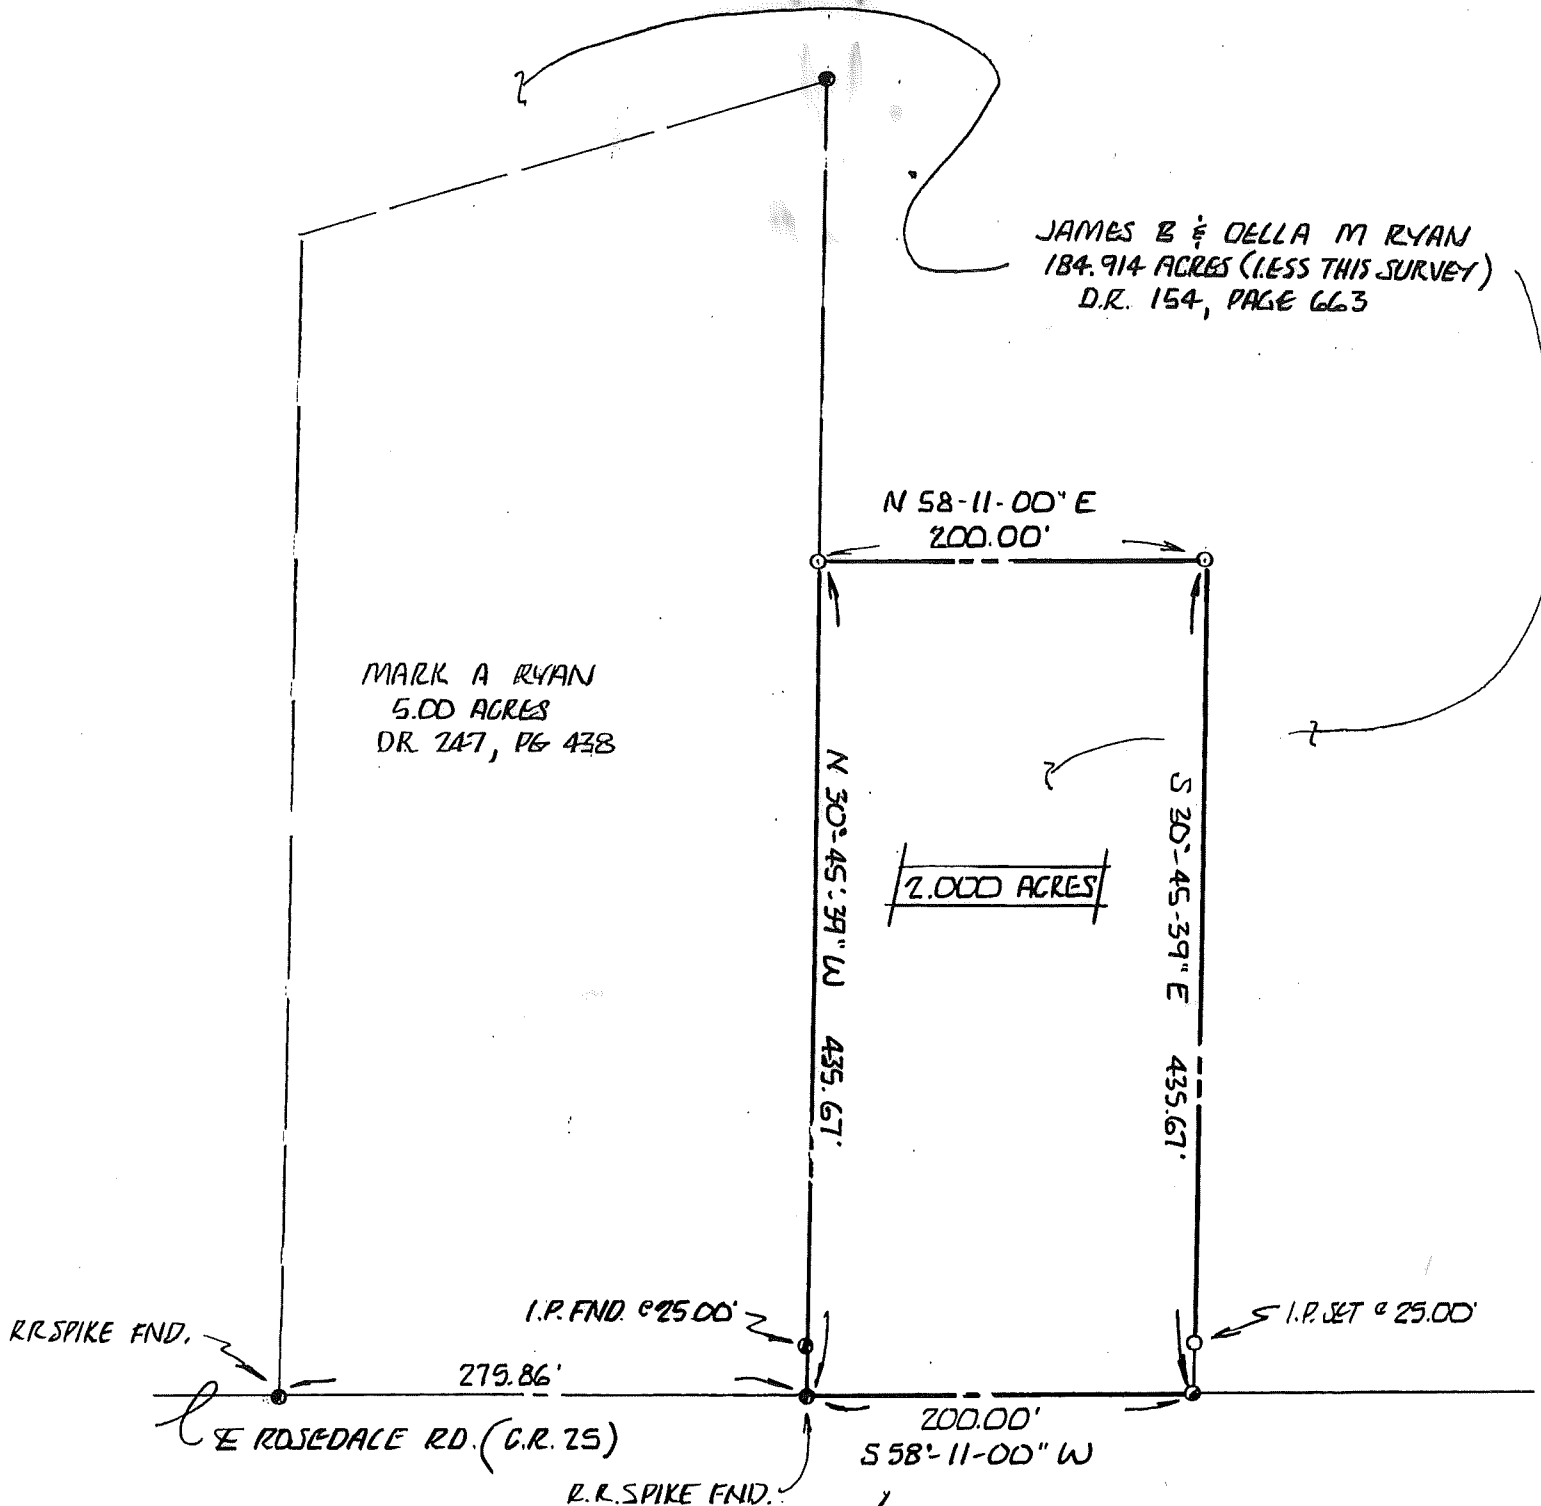 JAMES B & DELLA M RYAN
184.914 ACRES (LESS THIS SURVEY)
D.R. 154, PAGE 663
N 58-11-00" E
200.00'
MARK A RYAN
5.00 ACRES
DR 247, PG 438
N 30°-45'-39" W 435.67'
2.000 ACRES
S 30°-45-39" E 435.67'
RR SPIKE FND.
I.P. FND. @ 25.00'
I.P. SET @ 25.00'
275.86'
℄ ROSEDALE RD. (C.R. 25)
200.00'
S 58°-11-00" W
R.R. SPIKE FND.